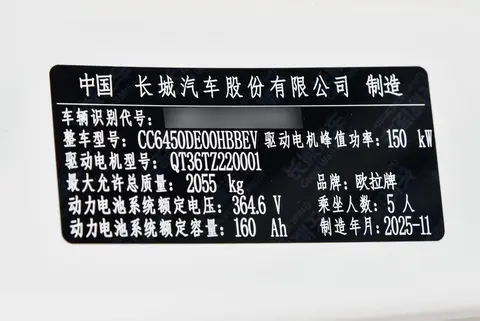 中国 长城汽车股份有限公司 制造
车辆识别代号:
整车型号: CC6450DE00HBBEV 驱动电机峰值功率: 150 kW
驱动电机型号: QT36TZ220001
最大允许总质量: 2055 kg 品牌: 欧拉牌
动力电池系统额定电压: 364.6 V 乘坐人数: 5 人
动力电池系统额定容量: 160 Ah 制造年月: 2025-11